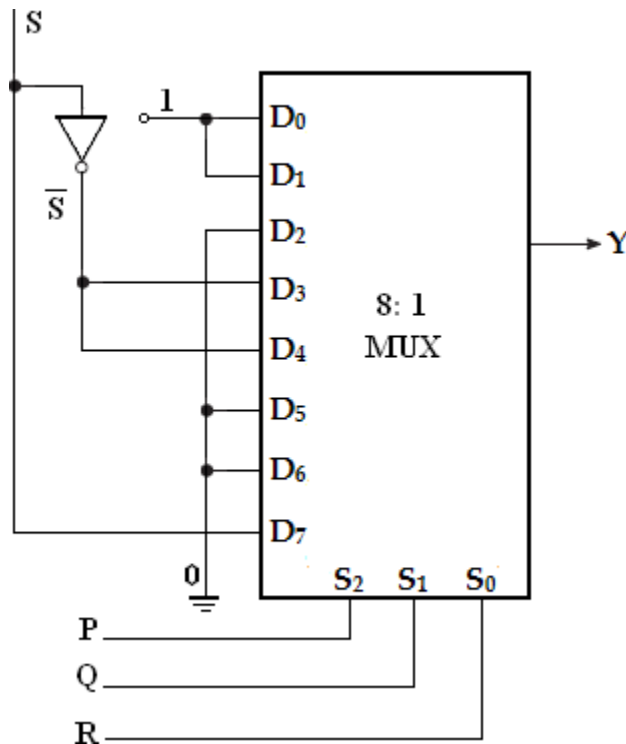 S
1
S̅
D₀
D₁
D₂
D₃
D₄
D₅
D₆
D₇
8: 1
MUX
Y
0
S₂ S₁ S₀
P
Q
R